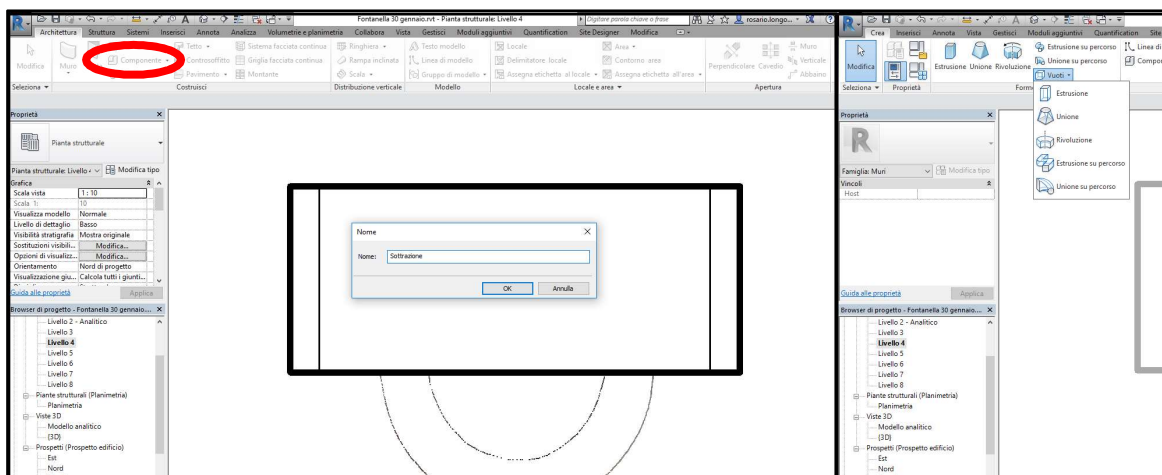 Fontanella 30 gennaio.rvt - Pianta strutturale: Livello 4
Digitare parola chiave o frase
rosario.longo...
Architettura Struttura Sistemi Inserisci Annota Analizza Volumetrie e planimetria Collabora Vista Gestisci Moduli aggiuntivi Quantification Site Designer Modifica
Modifica
Muro
Componente
Tetto
Controsoffitto
Pavimento
Sistema facciata continua
Griglia facciata continua
Montante
Ringhiera
Rampa inclinata
Scala
Testo modello
Linea di modelli
Gruppo di modello
Locale
Delimitatore locale
Assegna etichetta al locale
Area
Contorno area
Assegna etichetta all'area
Perpendicolare
Cavedio
Muro
Verticale
Abbaino
Seleziona
Costruisci
Distribuzione verticale
Modello
Locale e area
Apertura
Proprietà
Pianta strutturale
Pianta strutturale: Livello
Modifica tipo
Grafica
Scala vista 1 : 10
Scala 1: 10
Visualizza modello Normale
Livello di dettaglio Basso
Visibilità stratigrafia Mostra originale
Sostituzioni visibili... Modifica...
Opzioni di visualizz... Modifica...
Orientamento Nord di progetto
Visualizzazione giu... Calcola tutti i giunti...
Guida alle proprietà Applica
Browser di progetto - Fontanella 30 gennaio....
Livello 2 - Analitico
Livello 3
Livello 4
Livello 5
Livello 6
Livello 7
Livello 8
Piante strutturali (Planimetria)
Planimetria
Viste 3D
Modello analitico
{3D}
Prospetti (Prospetto edificio)
Est
Nord
Nome
Nome: Sottrazione
OK Annulla
Crea Inserisci Annota Vista Gestisci Moduli aggiuntivi Quantification Site
Modifica
Estrusione Unione Rivoluzione
Estrusione su percorso
Unione su percorso
Vuoti
Linea di
Compo
Seleziona Proprietà Form
Estrusione
Unione
Rivoluzione
Estrusione su percorso
Unione su percorso
Proprietà
Famiglia: Muri
Modifica tipo
Vincoli
Host
Guida alle proprietà Applica
Browser di progetto - Fontanella 30 gennaio....
Livello 2 - Analitico
Livello 3
Livello 4
Livello 5
Livello 6
Livello 7
Livello 8
Piante strutturali (Planimetria)
Planimetria
Viste 3D
Modello analitico
{3D}
Prospetti (Prospetto edificio)
Est
Nord